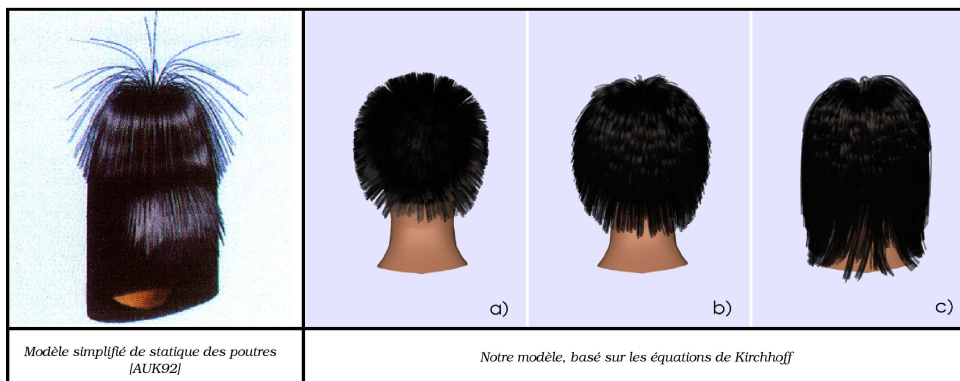 a)
b)
c)
Modèle simplifié de statique des poutres
[AUK92]
Notre modèle, basé sur les équations de Kirchhoff